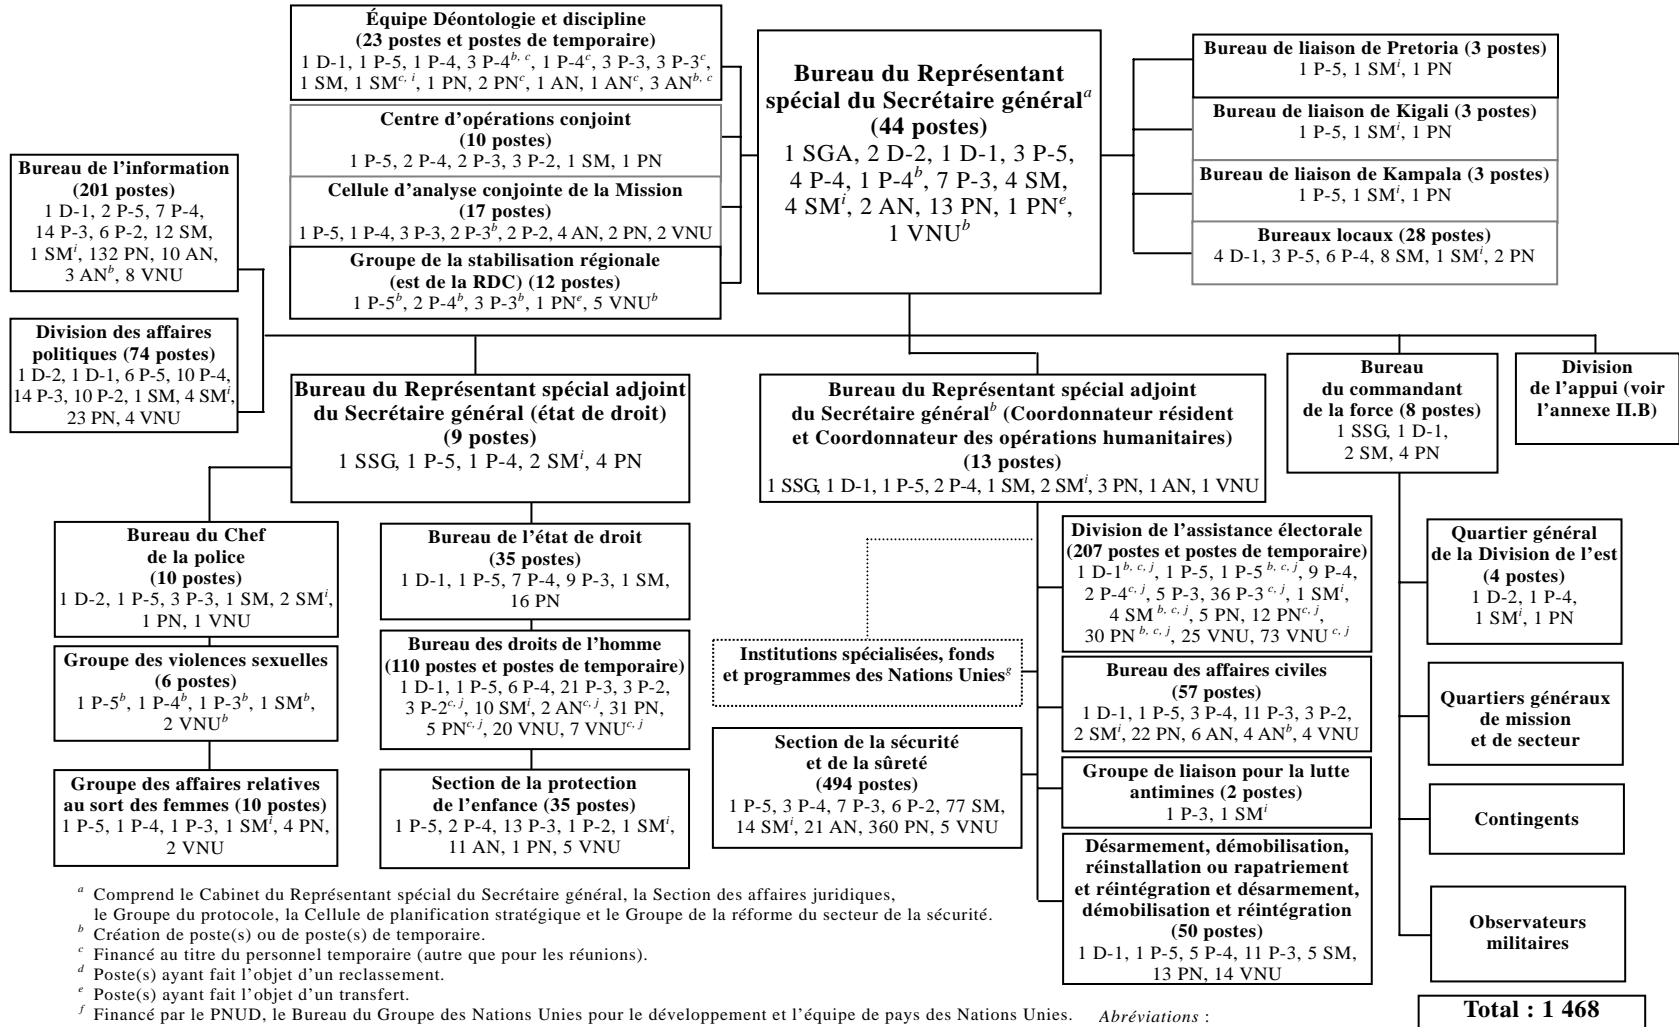 Équipe Déontologie et discipline
(23 postes et postes de temporaire)
1 D-1, 1 P-5, 1 P-4, 3 P-4b, c, 1 P-4c, 3 P-3, 3 P-3c,
1 SM, 1 SMc, i, 1 PN, 2 PNc, 1 AN, 1 ANc, 3 ANb, c
Centre d'opérations conjoint
(10 postes)
1 P-5, 2 P-4, 2 P-3, 3 P-2, 1 SM, 1 PN
Cellule d'analyse conjointe de la Mission
(17 postes)
1 P-5, 1 P-4, 3 P-3, 2 P-3b, 2 P-2, 4 AN, 2 PN, 2 VNU
Groupe de la stabilisation régionale
(est de la RDC) (12 postes)
1 P-5b, 2 P-4b, 3 P-3b, 1 PNe, 5 VNUb
Bureau du Représentant
spécial du Secrétaire générala
(44 postes)
1 SGA, 2 D-2, 1 D-1, 3 P-5,
4 P-4, 1 P-4b, 7 P-3, 4 SM,
4 SMi, 2 AN, 13 PN, 1 PNe,
1 VNUb
Bureau de liaison de Pretoria (3 postes)
1 P-5, 1 SMi, 1 PN
Bureau de liaison de Kigali (3 postes)
1 P-5, 1 SMi, 1 PN
Bureau de liaison de Kampala (3 postes)
1 P-5, 1 SMi, 1 PN
Bureaux locaux (28 postes)
4 D-1, 3 P-5, 6 P-4, 8 SM, 1 SMi, 2 PN
Bureau de l'information
(201 postes)
1 D-1, 2 P-5, 7 P-4,
14 P-3, 6 P-2, 12 SM,
1 SMi, 132 PN, 10 AN,
3 ANb, 8 VNU
Division des affaires
politiques (74 postes)
1 D-2, 1 D-1, 6 P-5, 10 P-4,
14 P-3, 10 P-2, 1 SM, 4 SMi,
23 PN, 4 VNU
Bureau du Représentant spécial adjoint
du Secrétaire général (état de droit)
(9 postes)
1 SSG, 1 P-5, 1 P-4, 2 SMi, 4 PN
Bureau du Représentant spécial adjoint
du Secrétaire généralb (Coordonnateur résident
et Coordonnateur des opérations humanitaires)
(13 postes)
1 SSG, 1 D-1, 1 P-5, 2 P-4, 1 SM, 2 SMi, 3 PN, 1 AN, 1 VNU
Bureau
du commandant
de la force (8 postes)
1 SSG, 1 D-1,
2 SM, 4 PN
Division
de l'appui (voir
l'annexe II.B)
Bureau du Chef
de la police
(10 postes)
1 D-2, 1 P-5, 3 P-3, 1 SM, 2 SMi,
1 PN, 1 VNU
Groupe des violences sexuelles
(6 postes)
1 P-5b, 1 P-4b, 1 P-3b, 1 SMb,
2 VNUb
Groupe des affaires relatives
au sort des femmes (10 postes)
1 P-5, 1 P-4, 1 P-3, 1 SMi, 4 PN,
2 VNU
Bureau de l'état de droit
(35 postes)
1 D-1, 1 P-5, 7 P-4, 9 P-3, 1 SM,
16 PN
Bureau des droits de l'homme
(110 postes et postes de temporaire)
1 D-1, 1 P-5, 6 P-4, 21 P-3, 3 P-2,
3 P-2c, j, 10 SMi, 2 ANc, j, 31 PN,
5 PNc, j, 20 VNU, 7 VNUc, j
Section de la protection
de l'enfance (35 postes)
1 P-5, 2 P-4, 13 P-3, 1 P-2, 1 SMi,
11 AN, 1 PN, 5 VNU
Institutions spécialisées, fonds
et programmes des Nations Uniesg
Section de la sécurité
et de la sûreté
(494 postes)
1 P-5, 3 P-4, 7 P-3, 6 P-2, 77 SM,
14 SMi, 21 AN, 360 PN, 5 VNU
Division de l'assistance électorale
(207 postes et postes de temporaire)
1 D-1b, c, j, 1 P-5, 1 P-5b, c, j, 9 P-4,
2 P-4c, j, 5 P-3, 36 P-3c, j, 1 SMi,
4 SMb, c, j, 5 PN, 12 PNc, j,
30 PNb, c, j, 25 VNU, 73 VNUc, j
Bureau des affaires civiles
(57 postes)
1 D-1, 1 P-5, 3 P-4, 11 P-3, 3 P-2,
2 SMi, 22 PN, 6 AN, 4 ANb, 4 VNU
Groupe de liaison pour la lutte
antimines (2 postes)
1 P-3, 1 SMi
Désarmement, démobilisation,
réinstallation ou rapatriement
et réintégration et désarmement,
démobilisation et réintégration
(50 postes)
1 D-1, 1 P-5, 5 P-4, 11 P-3, 5 SM,
13 PN, 14 VNU
Quartier général
de la Division de l'est
(4 postes)
1 D-2, 1 P-4,
1 SMi, 1 PN
Quartiers généraux
de mission
et de secteur
Contingents
Observateurs
militaires
a Comprend le Cabinet du Représentant spécial du Secrétaire général, la Section des affaires juridiques,
le Groupe du protocole, la Cellule de planification stratégique et le Groupe de la réforme du secteur de la sécurité.
b Création de poste(s) ou de poste(s) de temporaire.
c Financé au titre du personnel temporaire (autre que pour les réunions).
d Poste(s) ayant fait l'objet d'un reclassement.
e Poste(s) ayant fait l'objet d'un transfert.
f Financé par le PNUD, le Bureau du Groupe des Nations Unies pour le développement et l'équipe de pays des Nations Unies.
Abréviations :
Total : 1 468